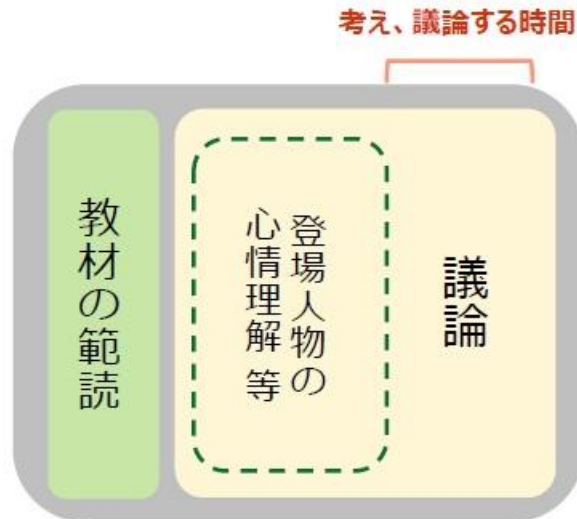 考え、議論する時間
教材の範読
登場人物の
心情理解 等
議論